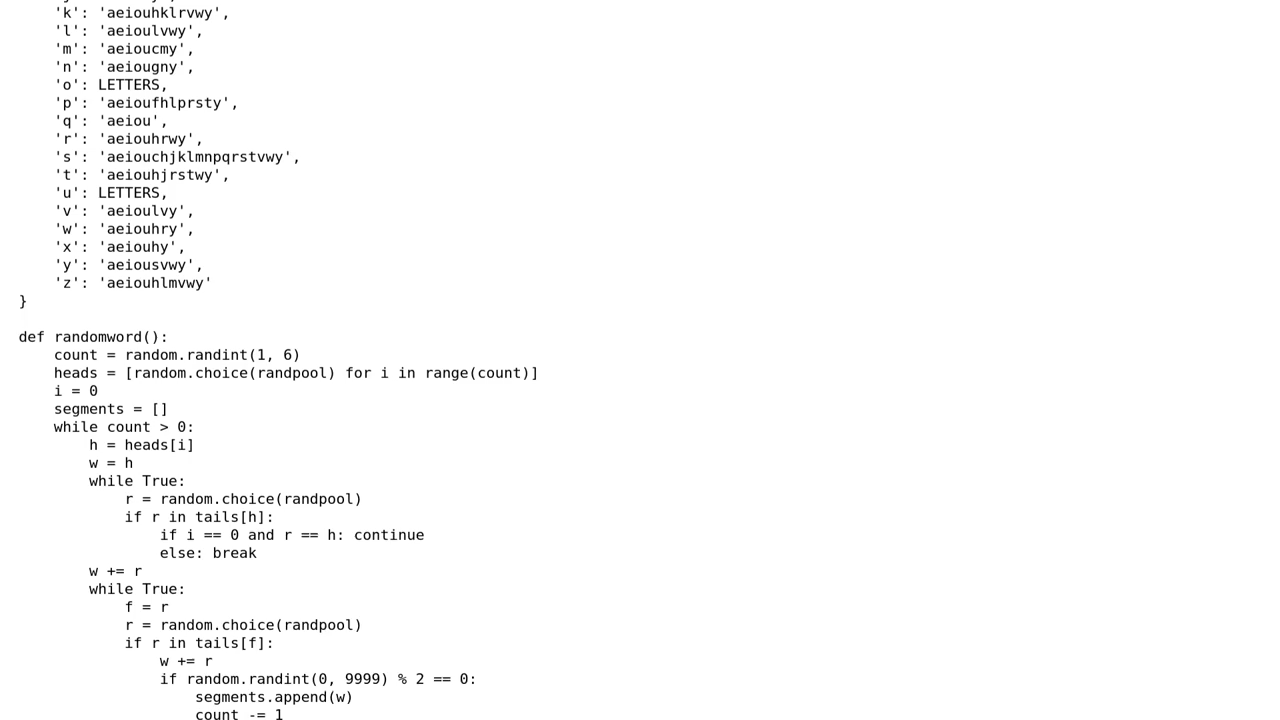 'k': 'aeiouhklrvwy',
    'l': 'aeioulvwy',
    'm': 'aeioucmy',
    'n': 'aeiougny',
    'o': LETTERS,
    'p': 'aeioufhlprsty',
    'q': 'aeiou',
    'r': 'aeiouhrwy',
    's': 'aeiouchjklmnpqrstvwy',
    't': 'aeiouhjrstwy',
    'u': LETTERS,
    'v': 'aeioulvy',
    'w': 'aeiouhry',
    'x': 'aeiouhy',
    'y': 'aeiousvwy',
    'z': 'aeiouhlmvwy'
}

def randomword():
    count = random.randint(1, 6)
    heads = [random.choice(randpool) for i in range(count)]
    i = 0
    segments = []
    while count > 0:
        h = heads[i]
        w = h
        while True:
            r = random.choice(randpool)
            if r in tails[h]:
                if i == 0 and r == h: continue
                else: break
        w += r
        while True:
            f = r
            r = random.choice(randpool)
            if r in tails[f]:
                w += r
                if random.randint(0, 9999) % 2 == 0:
                    segments.append(w)
                    count -= 1